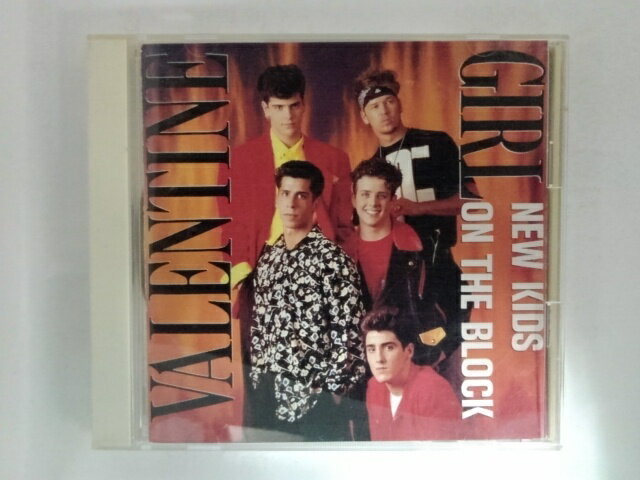 VALENTINE
GIRL
NEW KIDS
ON THE BLOCK